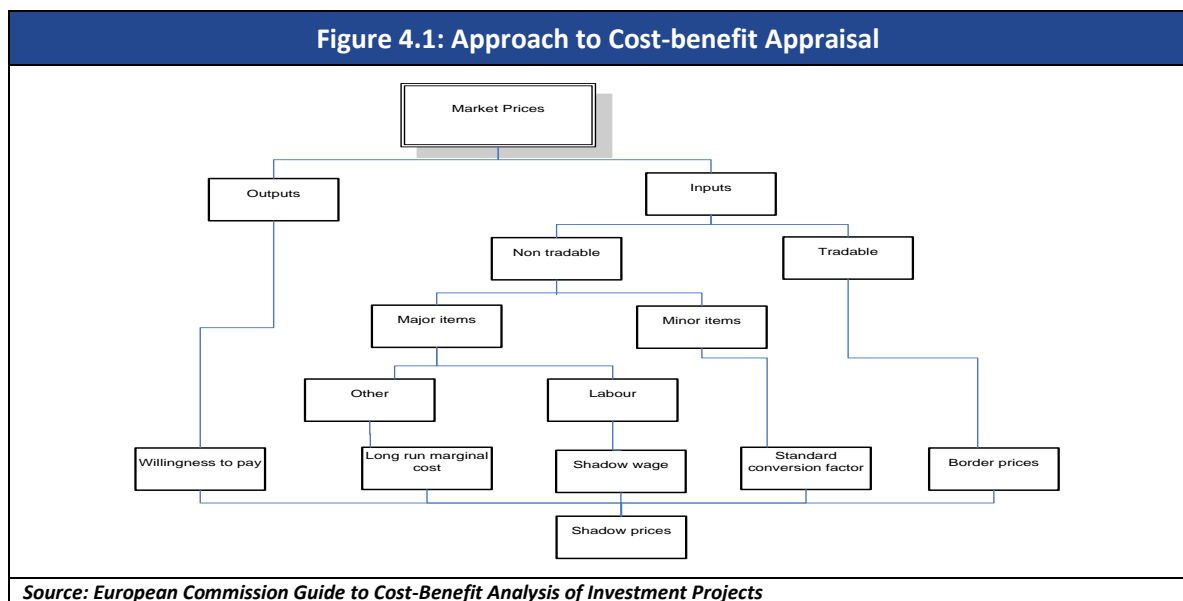 Figure 4.1: Approach to Cost-benefit Appraisal
Market Prices
Outputs
Inputs
Non tradable
Tradable
Major items
Minor items
Other
Labour
Willingness to pay
Long run marginal
cost
Shadow wage
Standard
conversion factor
Border prices
Shadow prices
Source: European Commission Guide to Cost-Benefit Analysis of Investment Projects